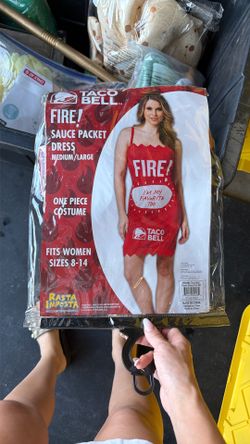 TACO
BELL
FIRE!
SAUCE PACKET
DRESS
MEDIUM/LARGE
ONE PIECE
COSTUME
FITS WOMEN
SIZES 8-14
RASTA
IMPOSTA
FIRE!
I'M MY
FAVORITE
TOO
TACO
BELL